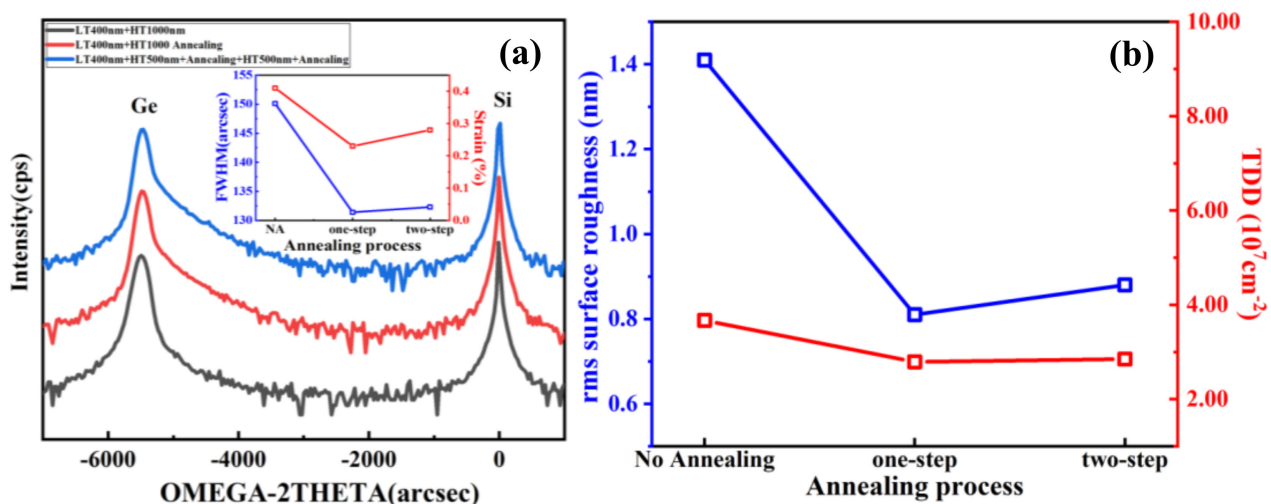 LT400nm+HT1000nm
LT400nm+HT1000 Annealing
LT400nm+HT500nm+Annealing+HT500nm+Annealing
(a)
Ge
Si
155
150
145
140
135
130
FWHM(arcsec)
0.4
0.3
0.2
0.1
0.0
Strain (%)
NA one-step two-step
Annealing process
Intensity(cps)
-6000 -4000 -2000 0
OMEGA-2THETA(arcsec)
(b)
1.4
1.2
1.0
0.8
0.6
rms surface roughness (nm)
10.00
8.00
6.00
4.00
2.00
TDD (10⁷cm⁻²)
No Annealing one-step two-step
Annealing process